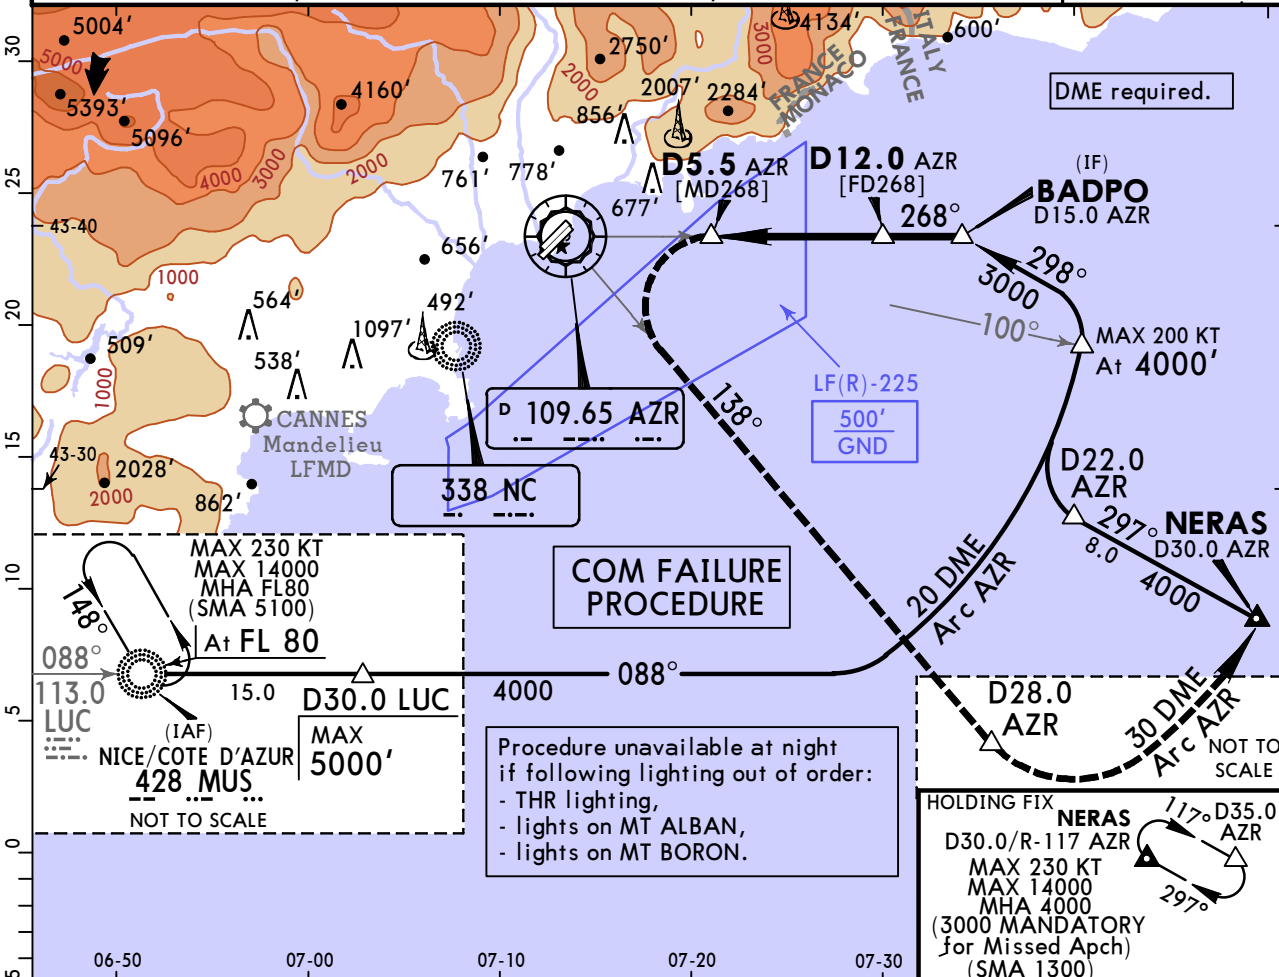 5004'
5000
5393'
5096'
4000
3000
4160'
2000
2750'
2000
3000
4134'
600'
ITALY
FRANCE
FRANCE
MONACO
DME required.
856'
2007'
2284'
761'
778'
677'
D5.5 AZR
[MD268]
D12.0 AZR
[FD268]
268°
(IF)
BADPO
D15.0 AZR
298°
3000
100°
MAX 200 KT
At 4000'
30
25
43-40
20
15
43-30
10
5
0
5
1000
656'
564'
492'
1097'
538'
509'
1000
2028'
2000
862'
CANNES
Mandelieu
LFMD
D 109.65 AZR
338 NC
LF(R)-225
500'
GND
138°
D22.0
AZR
297°
8.0
NERAS
D30.0 AZR
4000
COM FAILURE
PROCEDURE
20 DME
Arc AZR
MAX 230 KT
MAX 14000
MHA FL80
(SMA 5100)
148°
At FL 80
088°
113.0
LUC
15.0
D30.0 LUC
MAX
5000'
(IAF)
NICE/COTE D'AZUR
428 MUS
NOT TO SCALE
4000
088°
D28.0
AZR
30 DME
Arc AZR
NOT TO
SCALE
Procedure unavailable at night
if following lighting out of order:
- THR lighting,
- lights on MT ALBAN,
- lights on MT BORON.
HOLDING FIX
NERAS
D30.0/R-117 AZR
MAX 230 KT
MAX 14000
MHA 4000
(3000 MANDATORY
for Missed Apch)
(SMA 1300)
117°
D35.0
AZR
297°
06-50
07-00
07-10
07-20
07-30